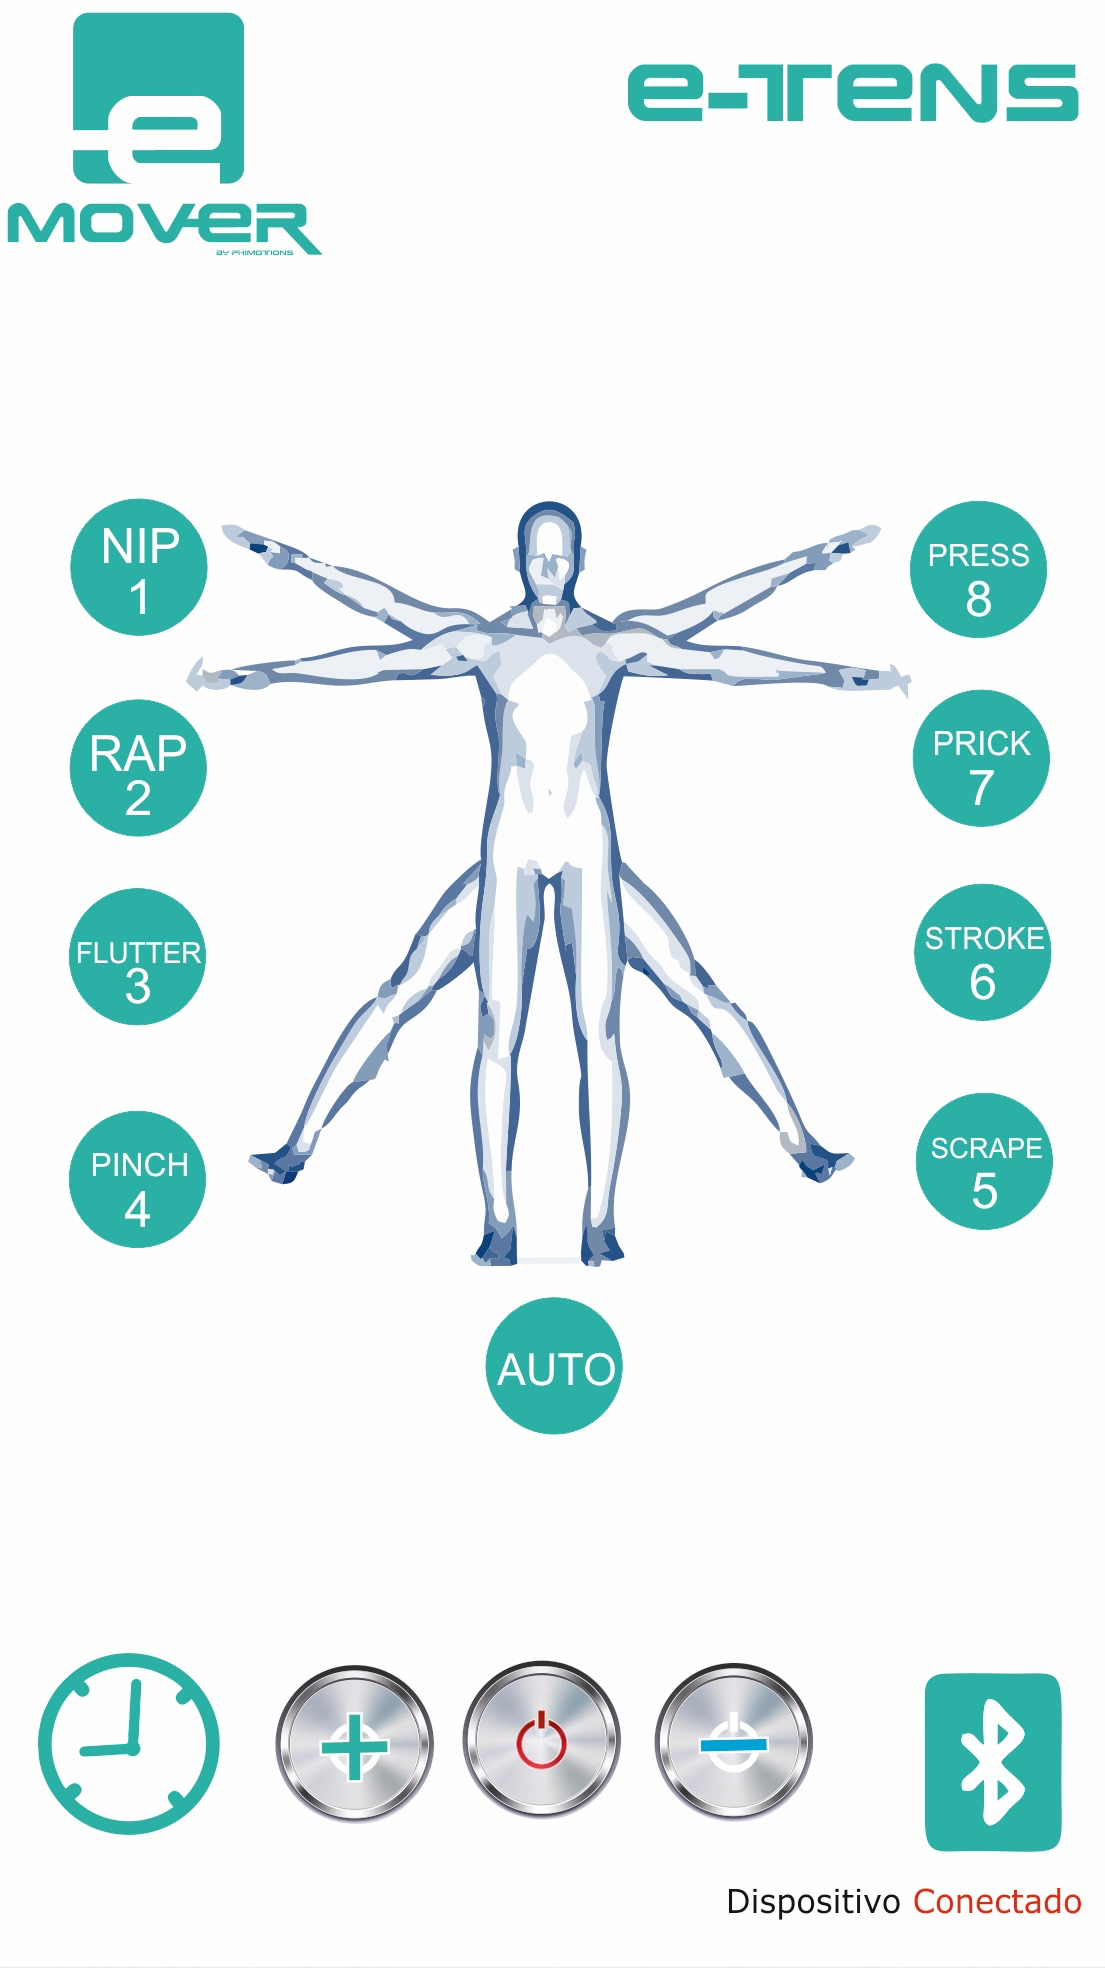 e
e-TENS
MOVER
BY PHIMOTIONS
NIP
1
PRESS
8
RAP
2
PRICK
7
FLUTTER
3
STROKE
6
PINCH
4
SCRAPE
5
AUTO
Dispositivo Conectado